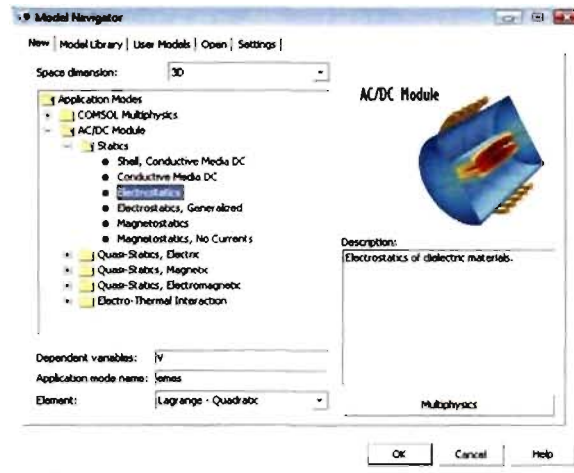 Model Navigator
New Model Library User Models Open Settings
Space dimension: 3D
AC/DC Module
Application Modes
COMSOL Multiphysics
AC/DC Module
Statics
Shell, Conductive Media DC
Conductive Media DC
Electrostatics
Electrostatics, Generalized
Magnetostatics
Magnetostatics, No Currents
Quasi-Statics, Electric
Quasi-Statics, Magnetic
Quasi-Statics, Electromagnetic
Electro-Thermal Interaction
Description:
Electrostatics of dielectric materials.
Dependent variables: V
Application mode name: emes
Element: Lagrange - Quadratic
Multiphysics
OK Cancel Help